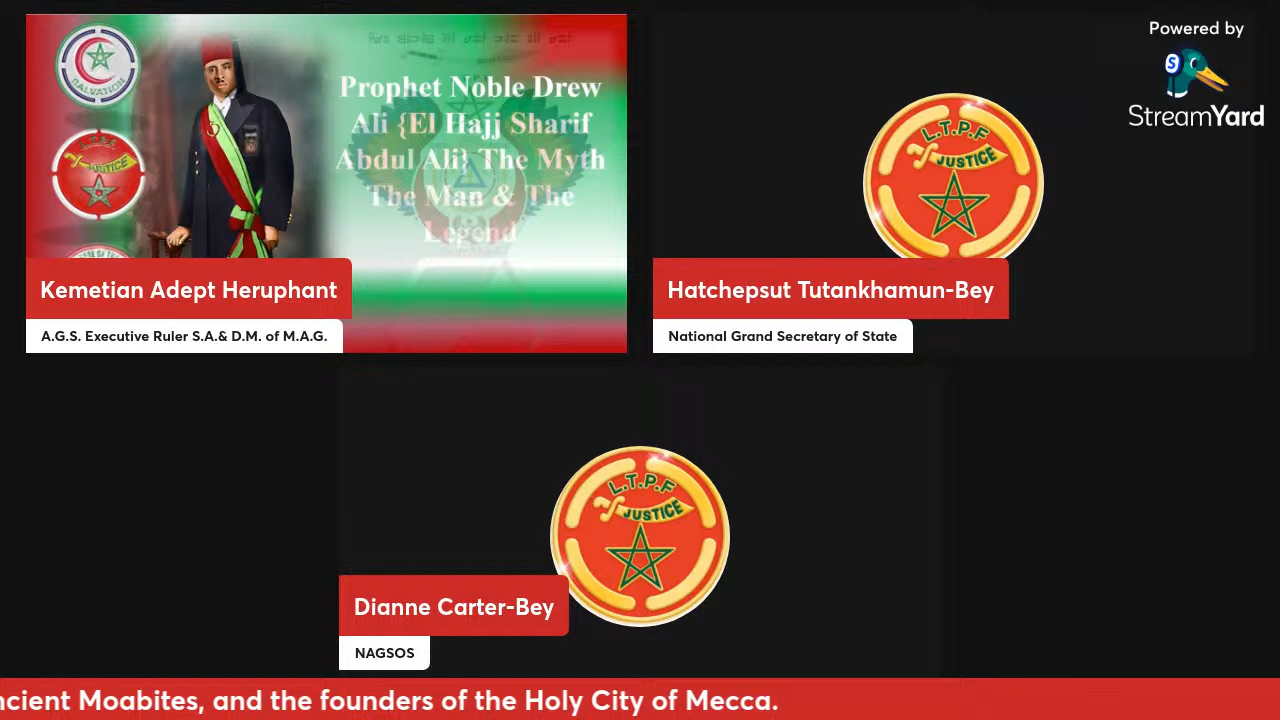 Powered by
StreamYard
SALVATION
L.T.P.F
JUSTICE
Prophet Noble Drew
Ali {El Hajj Sharif
Abdul Ali} The Myth
The Man & The
Legend
Kemetian Adept Heruphant
A.G.S. Executive Ruler S.A.& D.M. of M.A.G.
L.T.P.F
JUSTICE
Hatchepsut Tutankhamun-Bey
National Grand Secretary of State
L.T.P.F
JUSTICE
Dianne Carter-Bey
NAGSOS
ncient Moabites, and the founders of the Holy City of Mecca.